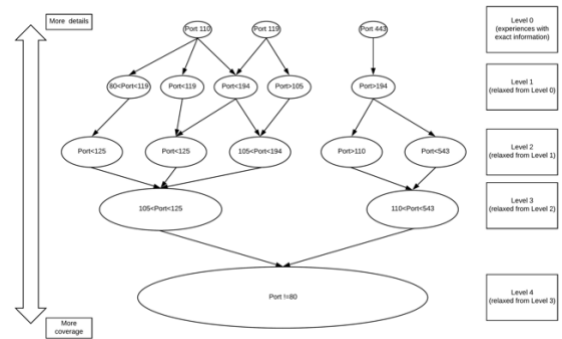 More details
Port 110
Port 119
Port 443
Level 0
(experiences with
exact information)
80<Port<119
Port<119
Port<194
Port>105
Port>194
Level 1
(relaxed from Level 0)
Port<125
Port<125
105<Port<194
Port>110
Port<543
Level 2
(relaxed from Level 1)
105<Port<125
110<Port<543
Level 3
(relaxed from Level 2)
Port !=80
Level 4
(relaxed from Level 3)
More
coverage